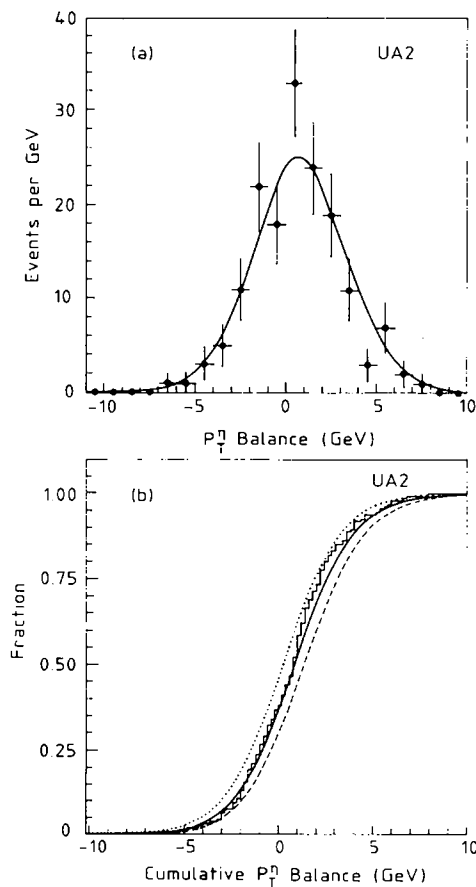 40
(a) UA2
30
20
10
0
Events per GeV
-10 -5 0 5 10
P_T^η Balance (GeV)
(b) UA2
1.00
0.75
0.50
0.25
0
Fraction
-10 -5 0 5 10
Cumulative P_T^η Balance (GeV)